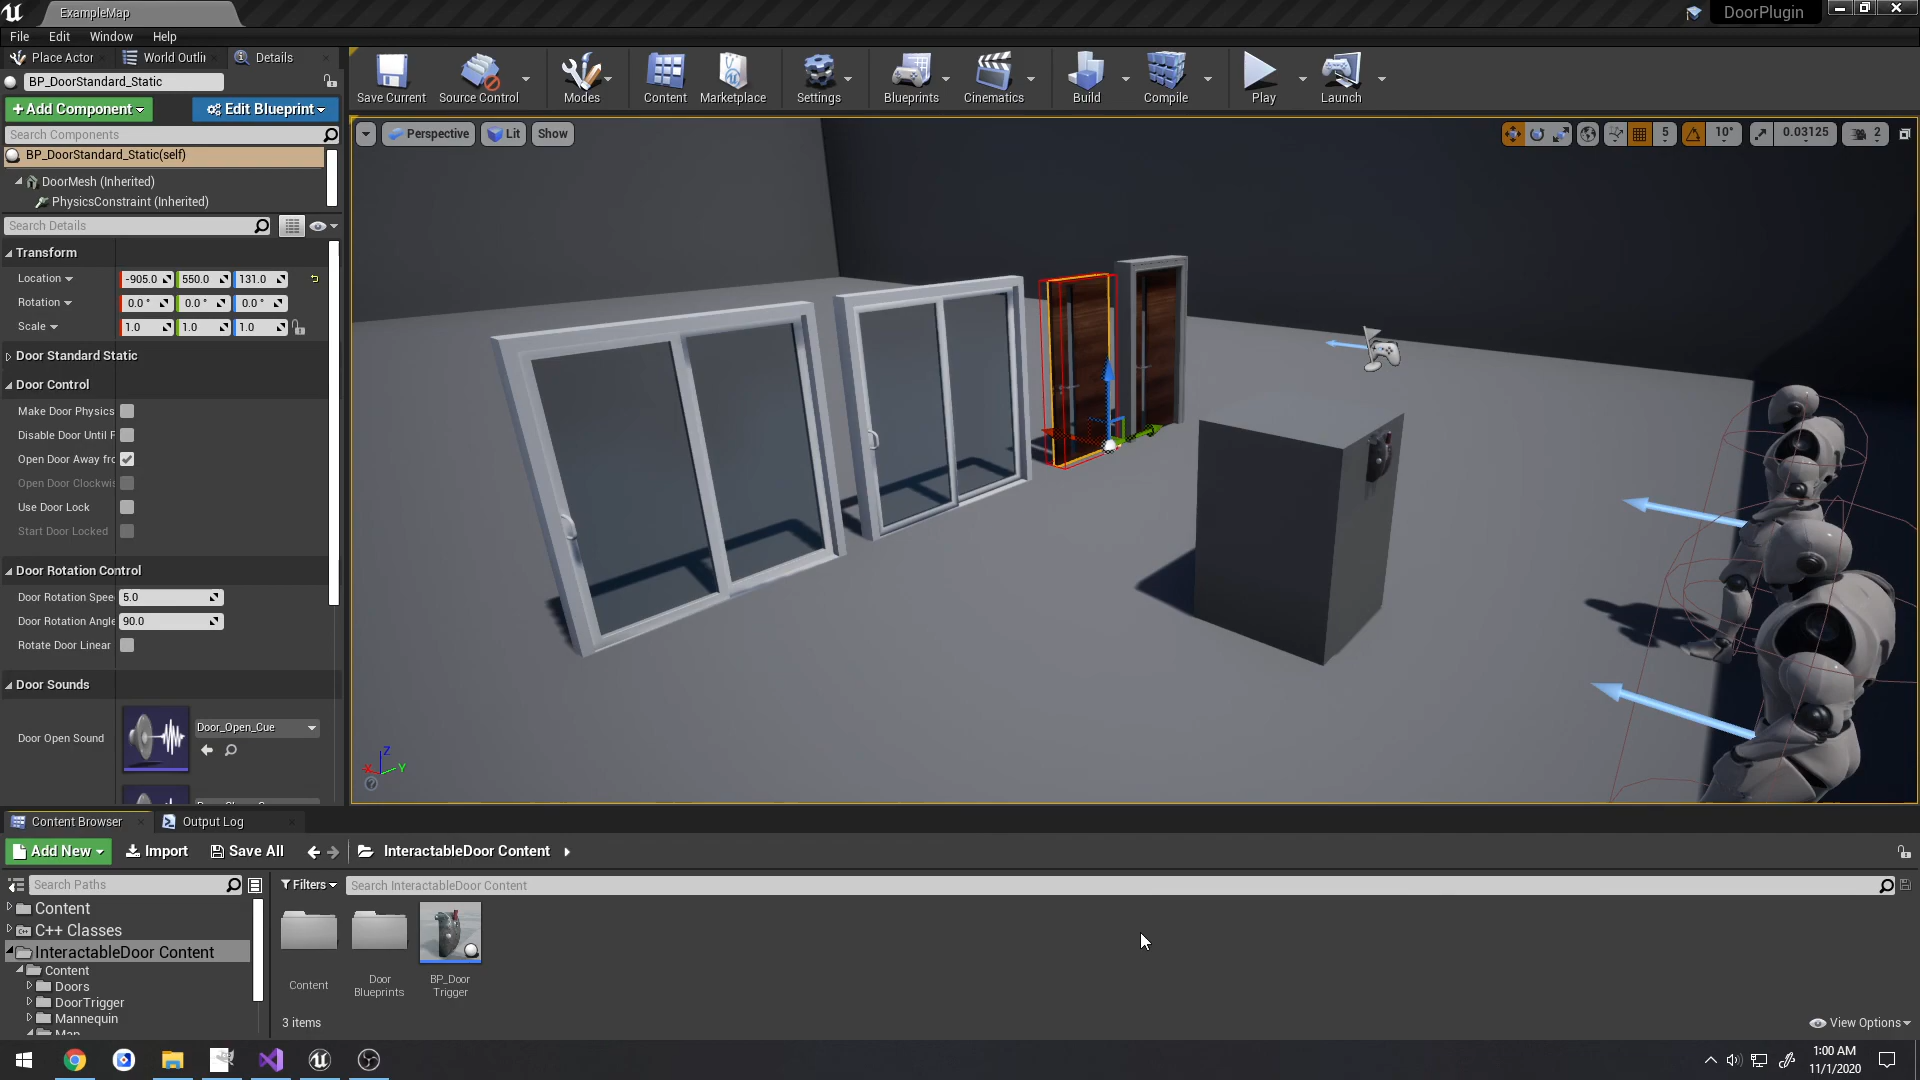 ExampleMap
DoorPlugin
File Edit Window Help
Place Actor World Outli Details
BP_DoorStandard_Static
+Add Component Edit Blueprint
Search Components
BP_DoorStandard_Static(self)
DoorMesh (Inherited)
PhysicsConstraint (Inherited)
Search Details
Transform
Location -905.0 550.0 131.0
Rotation 0.0 ° 0.0 ° 0.0 °
Scale 1.0 1.0 1.0
Door Standard Static
Door Control
Make Door Physics
Disable Door Until F
Open Door Away fro
Open Door Clockwis
Use Door Lock
Start Door Locked
Door Rotation Control
Door Rotation Spee 5.0
Door Rotation Angle 90.0
Rotate Door Linear
Door Sounds
Door Open Sound Door_Open_Cue
Save Current Source Control Modes Content Marketplace Settings Blueprints Cinematics Build Compile Play Launch
Perspective Lit Show
5 10° 0.03125 2
Z
X Y
?
Content Browser Output Log
Add New Import Save All InteractableDoor Content
Search Paths Filters Search InteractableDoor Content
Content
C++ Classes
InteractableDoor Content
Content
Doors
DoorTrigger
Mannequin
Content
Door
Blueprints
BP_Door
Trigger
3 items
View Options
1:00 AM
11/1/2020